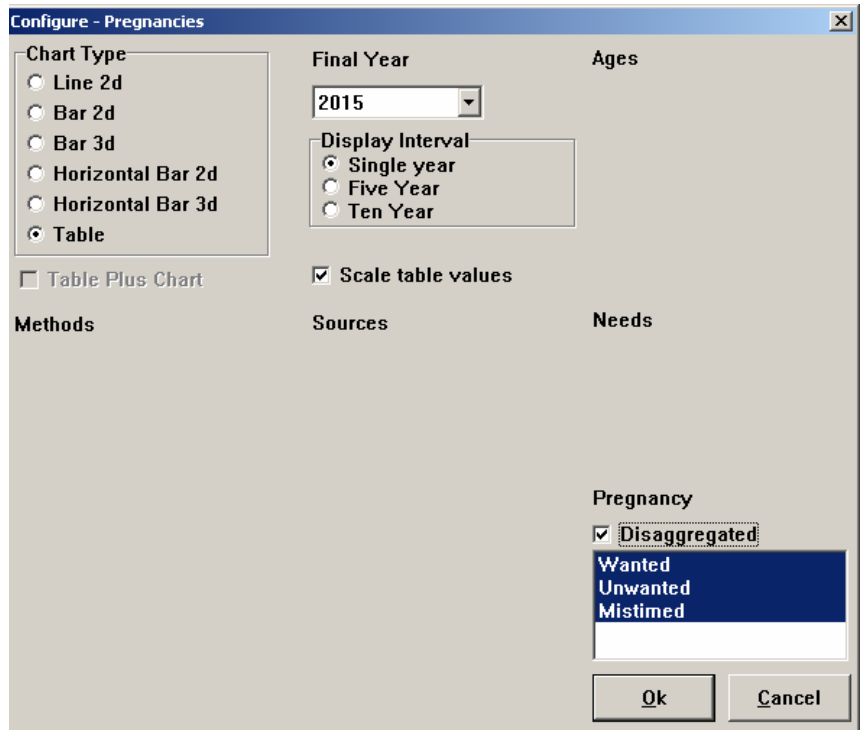 Configure - Pregnancies
Chart Type
Line 2d
Bar 2d
Bar 3d
Horizontal Bar 2d
Horizontal Bar 3d
Table
Table Plus Chart
Final Year
2015
Display Interval
Single year
Five Year
Ten Year
Scale table values
Ages
Methods
Sources
Needs
Pregnancy
Disaggregated
Wanted
Unwanted
Mistimed
Ok
Cancel